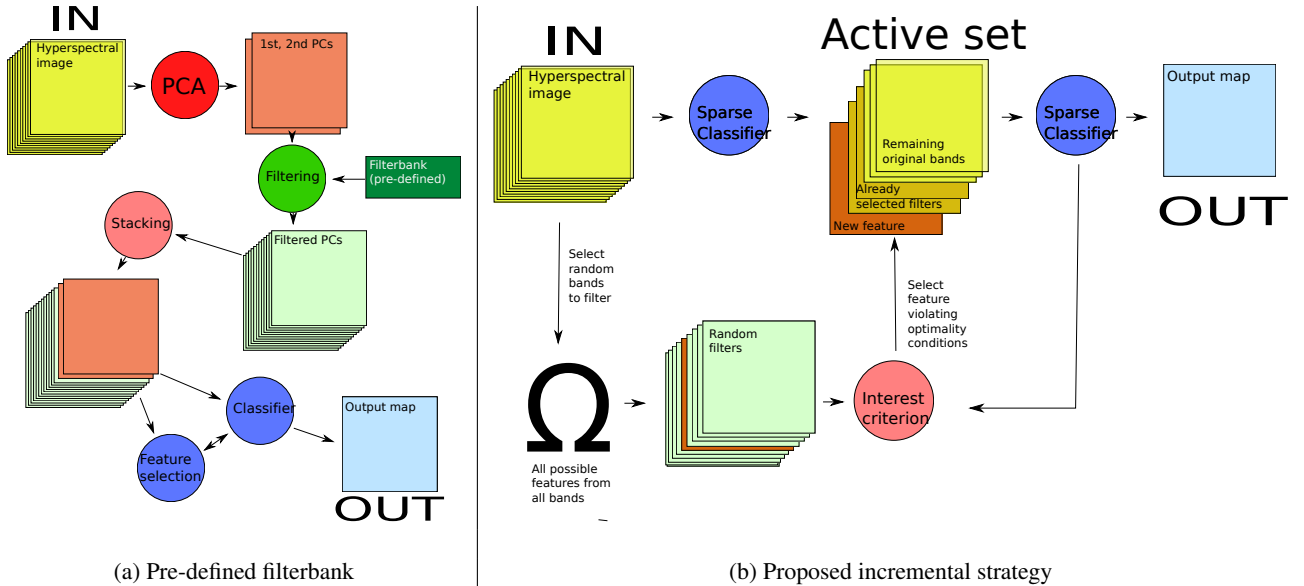 IN
Hyperspectral
image
PCA
1st, 2nd PCs
Filtering
Filterbank
(pre-defined)
Stacking
Filtered PCs
Classifier
Feature
selection
Output map
OUT
(a) Pre-defined filterbank
IN
Hyperspectral
image
Sparse
Classifier
Active set
Remaining
original bands
Already
selected filters
New feature
Sparse
Classifier
Output map
OUT
Select
random
bands
to filter
Select
feature
violating
optimality
conditions
Ω
All possible
features from
all bands
Random
filters
Interest
criterion
(b) Proposed incremental strategy